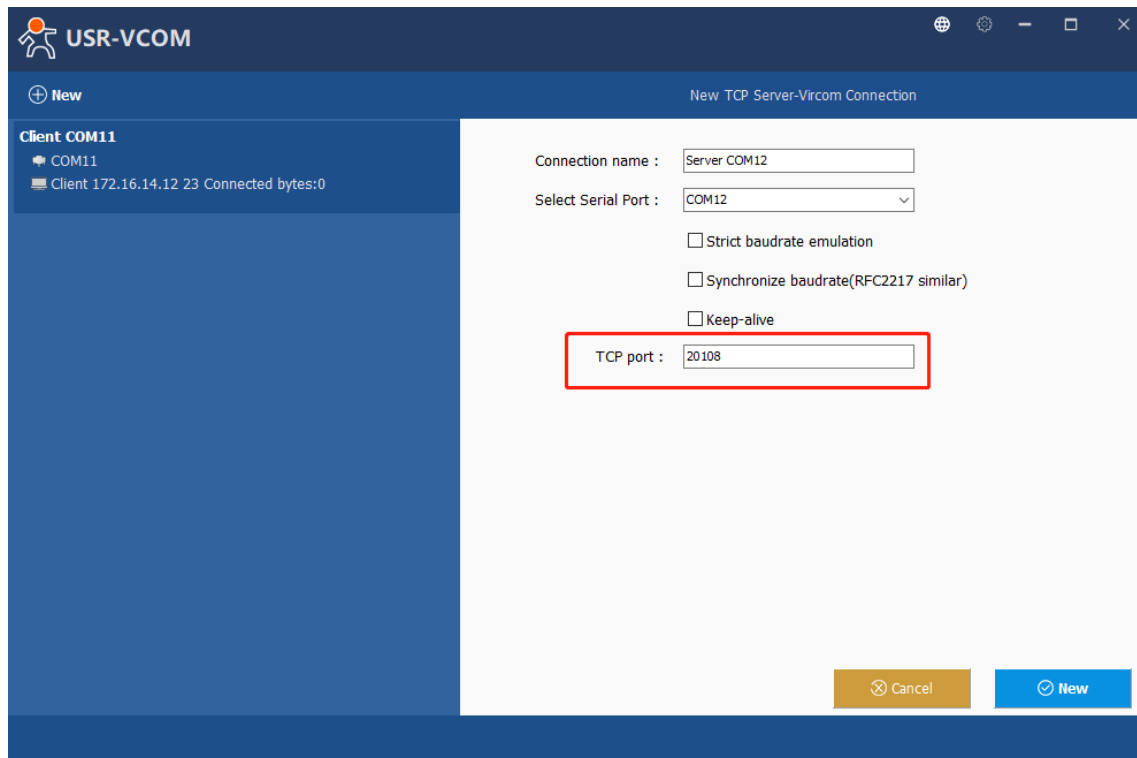 USR-VCOM
New
New TCP Server-Vircom Connection
Client COM11
COM11
Client 172.16.14.12 23 Connected bytes:0
Connection name :
Server COM12
Select Serial Port :
COM12
Strict baudrate emulation
Synchronize baudrate(RFC2217 similar)
Keep-alive
TCP port :
20108
Cancel
New